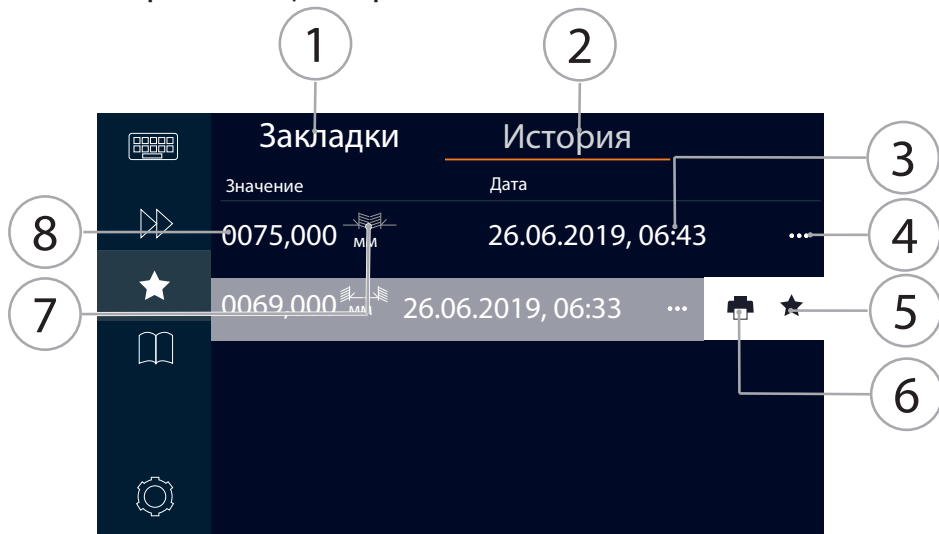 1 2
Закладки История
3
Значение Дата
8 0075,000 мм 26.06.2019, 06:43 ... 4
7 0069,000 мм 26.06.2019, 06:33 ... 5
6